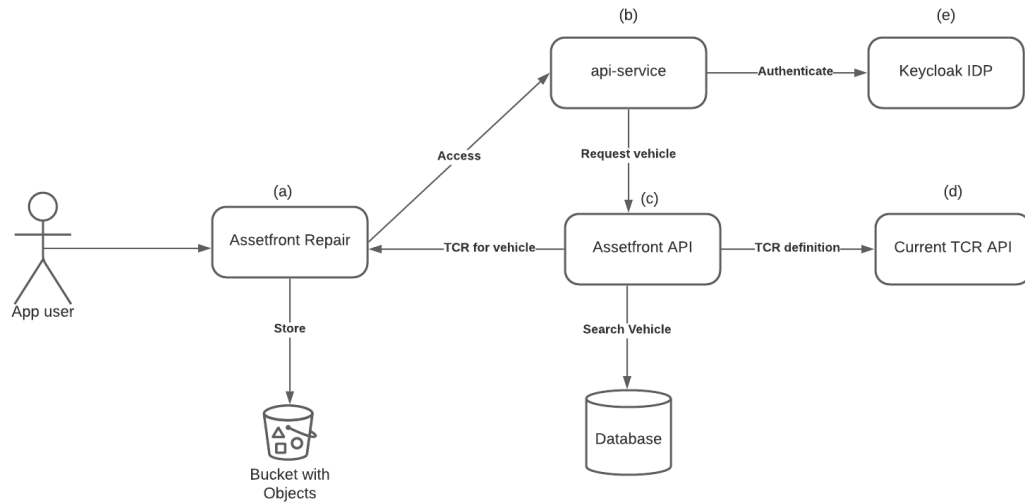 (b)
(e)
api-service
Authenticate
Keycloak IDP
Access
Request vehicle
(a)
(c)
(d)
Assetfront Repair
TCR for vehicle
Assetfront API
TCR definition
Current TCR API
App user
Store
Search Vehicle
Database
Bucket with
Objects